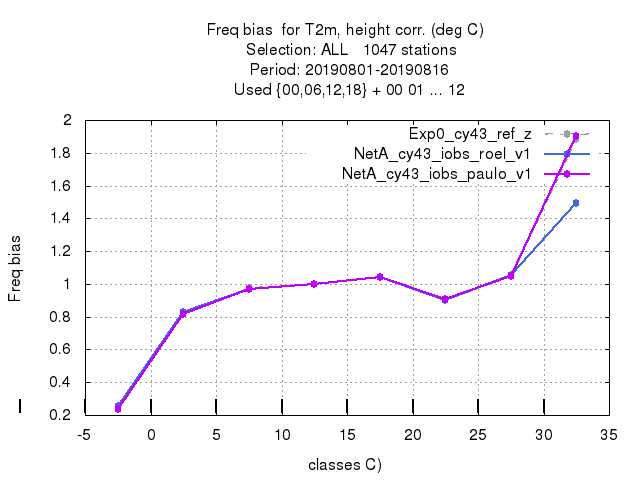 Freq bias for T2m, height corr. (deg C)
Selection: ALL 1047 stations
Period: 20190801-20190816
Used {00,06,12,18} + 00 01 ... 12
Exp0_cy43_ref_z
NetA_cy43_iobs_roel_v1
NetA_cy43_iobs_paulo_v1
2
1.8
1.6
1.4
1.2
1
0.8
0.6
0.4
0.2
Freq bias
-5 0 5 10 15 20 25 30 35
classes C)